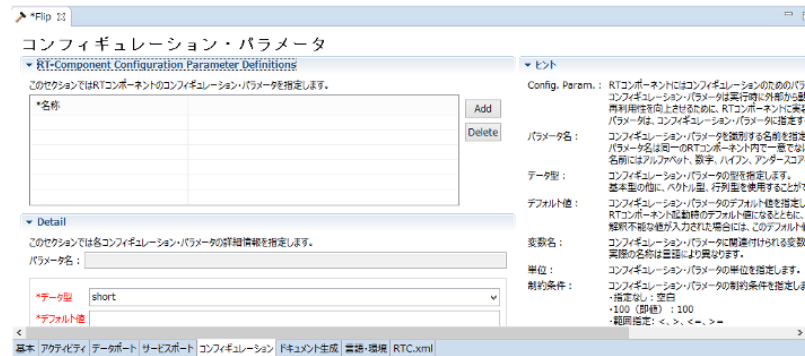 *Flip
コンフィギュレーション・パラメータ
RT-Component Configuration Parameter Definitions
このセクションではRTコンポーネントのコンフィギュレーション・パラメータを指定します。
*名称
Add
Delete
Detail
このセクションでは各コンフィギュレーション・パラメータの詳細情報を指定します。
パラメータ名：
*データ型
short
*デフォルト値
ヒント
Config. Param.： RTコンポーネントにはコンフィギュレーションのためのパラ
コンフィギュレーション・パラメータは実行時に外部から動
再利用性を向上させるために、RTコンポーネントに実装
パラメータは、コンフィギュレーション・パラメータに指定す
パラメータ名： コンフィギュレーション・パラメータを識別する名前を指定
パラメータ名は同一のRTコンポーネント内で一意でな
名前にはアルファベット、数字、ハイフン、アンダースコア
データ型： コンフィギュレーション・パラメータの型を指定します。
基本型の他に、ベクトル型、行列型を使用することが
デフォルト値： コンフィギュレーション・パラメータのデフォルト値を指定し
RTコンポーネント起動時のデフォルト値になるとともに、
解釈不能な値が入力された場合には、このデフォルト値
変数名： コンフィギュレーション・パラメータに関連付けられる変数
実際の名称は言語により異なります。
単位： コンフィギュレーション・パラメータの単位を指定します。
制約条件： コンフィギュレーション・パラメータの制約条件を指定しま
・指定なし：空白
・100（即値）：100
・範囲指定：<、>、<=、>=
基本 アクティビティ データポート サービスポート コンフィギュレーション ドキュメント生成 言語・環境 RTC.xml